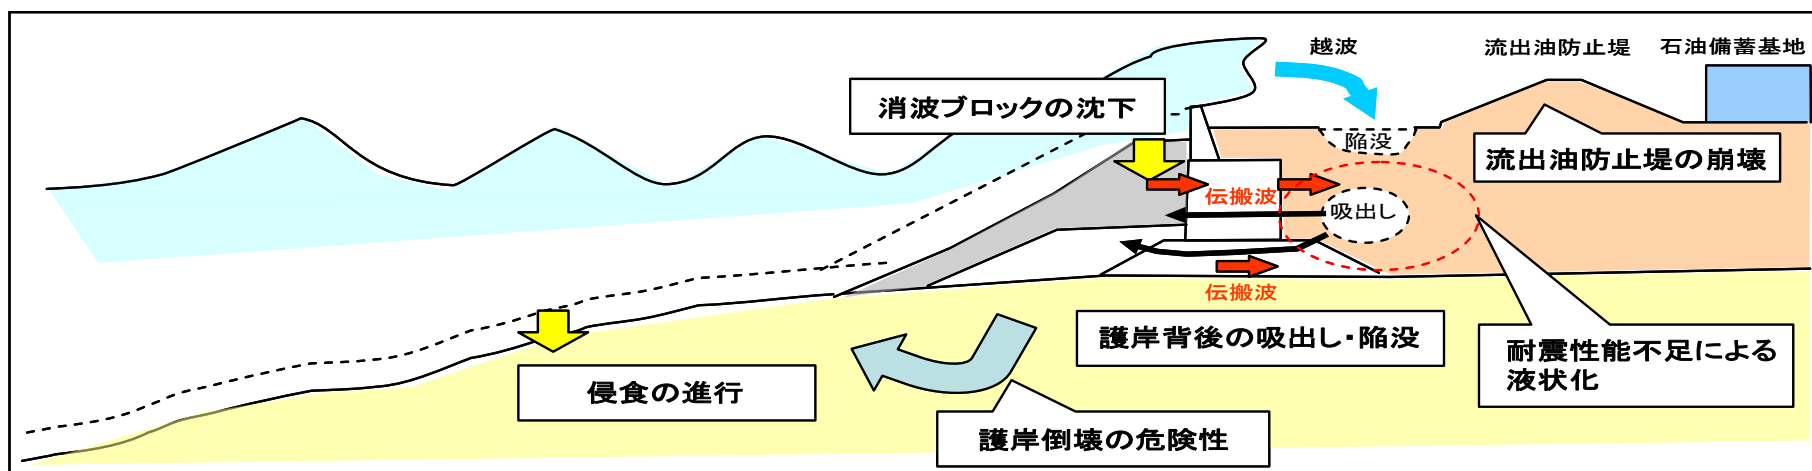 越波
流出油防止堤
石油備蓄基地
消波ブロックの沈下
陥没
流出油防止堤の崩壊
伝搬波
吸出し
伝搬波
護岸背後の吸出し・陥没
耐震性能不足による
液状化
侵食の進行
護岸倒壊の危険性